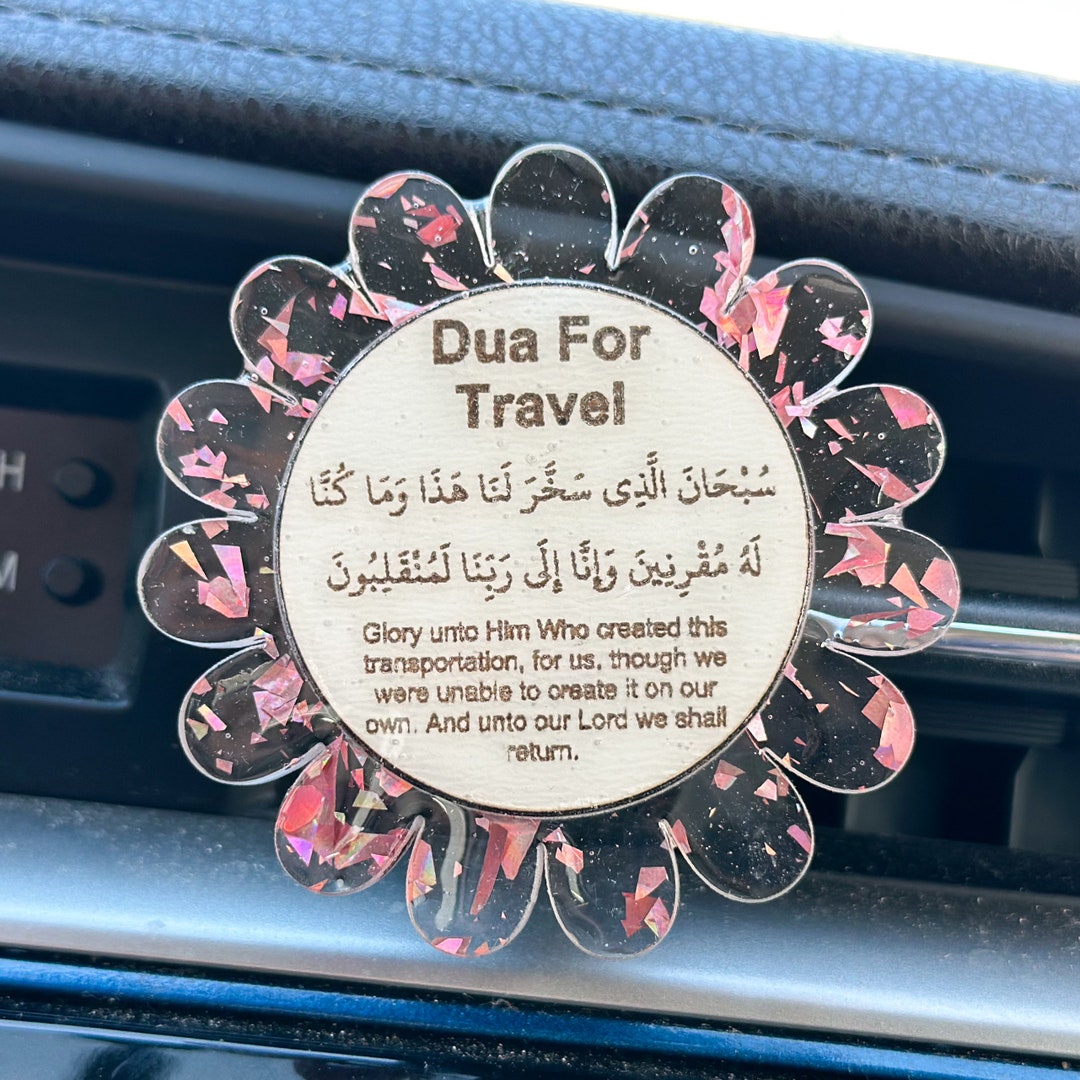 Dua For
Travel
سُبْحَانَ الَّذِى سَخَّرَ لَنَا هَذَا وَمَا كُنَّا
لَهُ مُقْرِنِينَ وَإِنَّا إِلَى رَبِّنَا لَمُنْقَلِبُونَ
Glory unto Him Who created this
transportation, for us, though we
were unable to create it on our
own. And unto our Lord we shall
return.
H
M